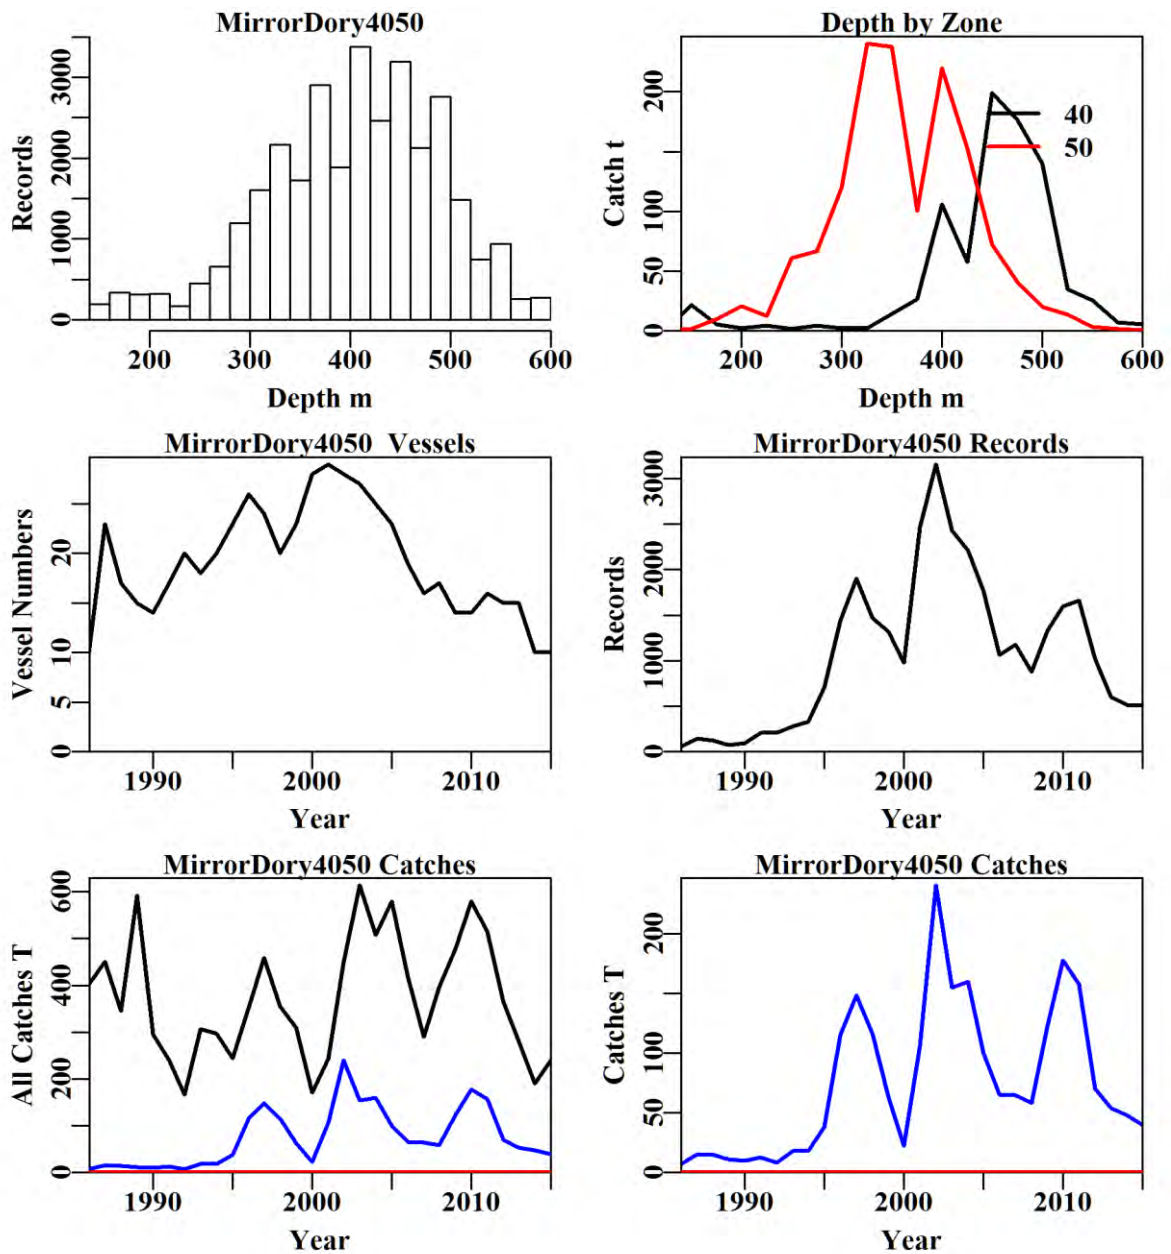 MirrorDory4050
Records
0
1000
2000
3000
200
300
400
500
600
Depth m
Depth by Zone
Catch t
0
50
100
200
40
50
200
300
400
500
600
Depth m
MirrorDory4050 Vessels
Vessel Numbers
0
5
10
20
1990
2000
2010
Year
MirrorDory4050 Records
Records
0
1000
2000
3000
1990
2000
2010
Year
MirrorDory4050 Catches
All Catches T
0
200
400
600
1990
2000
2010
Year
MirrorDory4050 Catches
Catches T
0
50
100
200
1990
2000
2010
Year